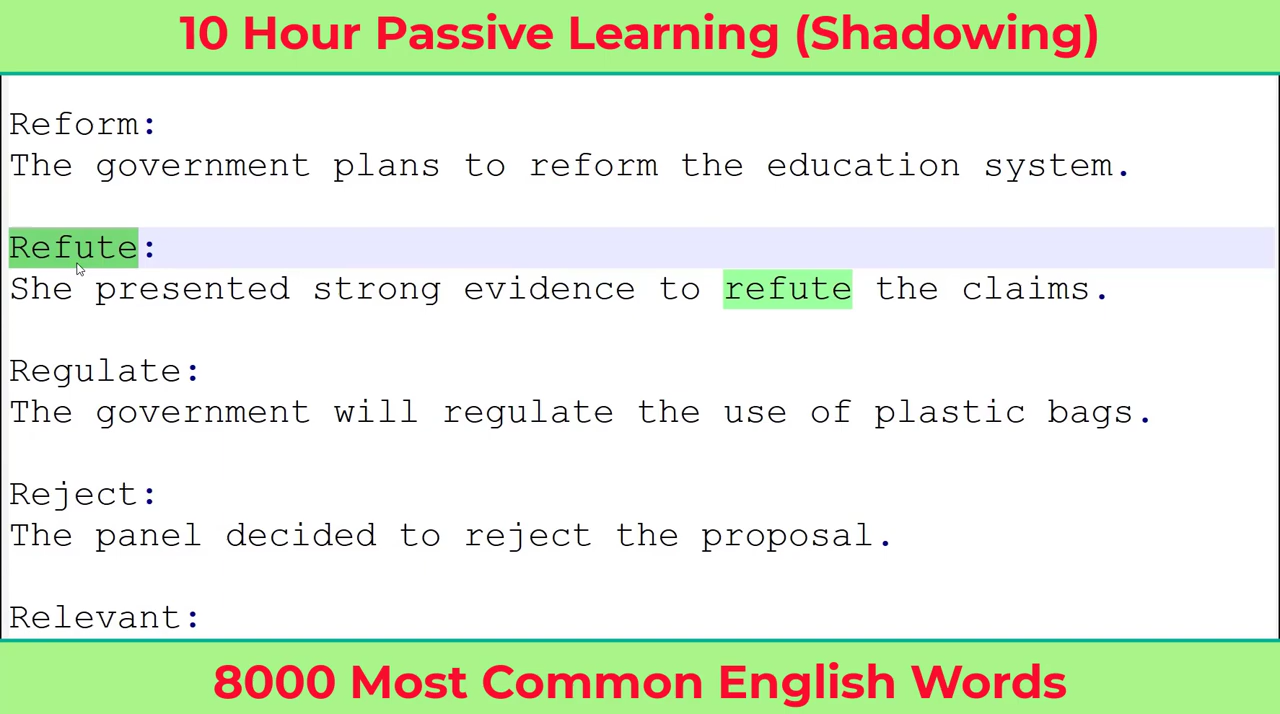 10 Hour Passive Learning (Shadowing)
Reform:
The government plans to reform the education system.
Refute:
She presented strong evidence to refute the claims.
Regulate:
The government will regulate the use of plastic bags.
Reject:
The panel decided to reject the proposal.
Relevant:
8000 Most Common English Words